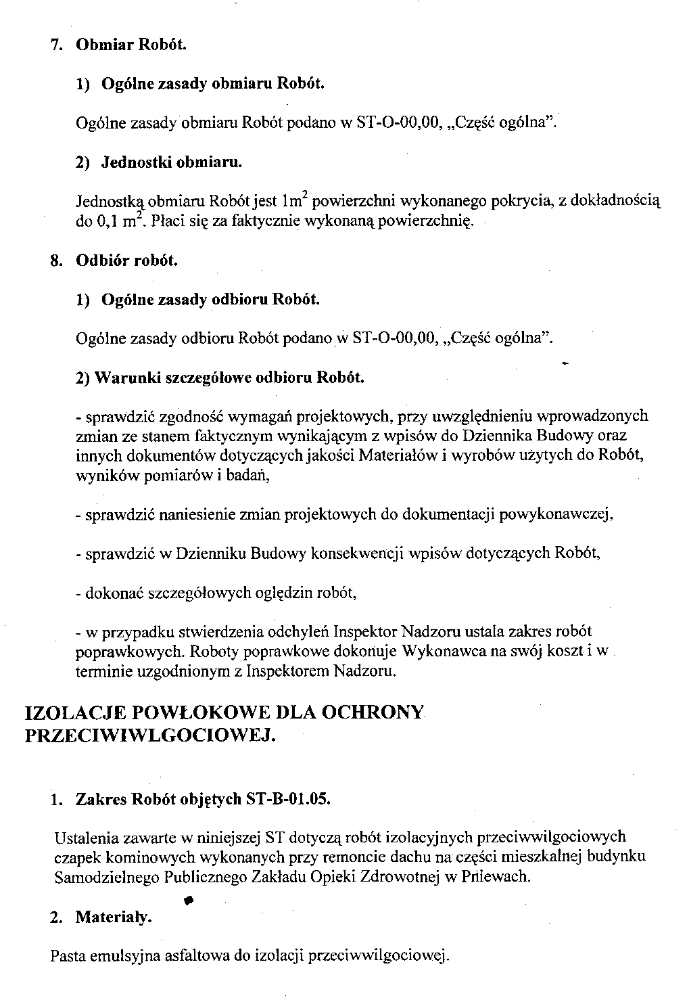 7. Obmiar Robót.
1) Ogólne zasady obmiaru Robót.
Ogólne zasady obmiaru Robót podano w ST-O-00,00, „Część ogólna”.
2) Jednostki obmiaru.
Jednostką obmiaru Robót jest 1m² powierzchni wykonanego pokrycia, z dokładnością
do 0,1 m². Płaci się za faktycznie wykonaną powierzchnię.
8. Odbiór robót.
1) Ogólne zasady odbioru Robót.
Ogólne zasady odbioru Robót podano w ST-O-00,00, „Część ogólna”.
2) Warunki szczegółowe odbioru Robót.
- sprawdzić zgodność wymagań projektowych, przy uwzględnieniu wprowadzonych
zmian ze stanem faktycznym wynikającym z wpisów do Dziennika Budowy oraz
innych dokumentów dotyczących jakości Materiałów i wyrobów użytych do Robót,
wyników pomiarów i badań,
- sprawdzić naniesienie zmian projektowych do dokumentacji powykonawczej,
- sprawdzić w Dzienniku Budowy konsekwencji wpisów dotyczących Robót,
- dokonać szczegółowych oględzin robót,
- w przypadku stwierdzenia odchyleń Inspektor Nadzoru ustala zakres robót
poprawkowych. Roboty poprawkowe dokonuje Wykonawca na swój koszt i w
terminie uzgodnionym z Inspektorem Nadzoru.
IZOLACJE POWŁOKOWE DLA OCHRONY
PRZECIWIWLGOCIOWEJ.
1. Zakres Robót objętych ST-B-01.05.
Ustalenia zawarte w niniejszej ST dotyczą robót izolacyjnych przeciwwilgociowych
czapek kominowych wykonanych przy remoncie dachu na części mieszkalnej budynku
Samodzielnego Publicznego Zakładu Opieki Zdrowotnej w
2. Materiały.
Pasta emulsyjna asfaltowa do izolacji przeciwwilgociowej.